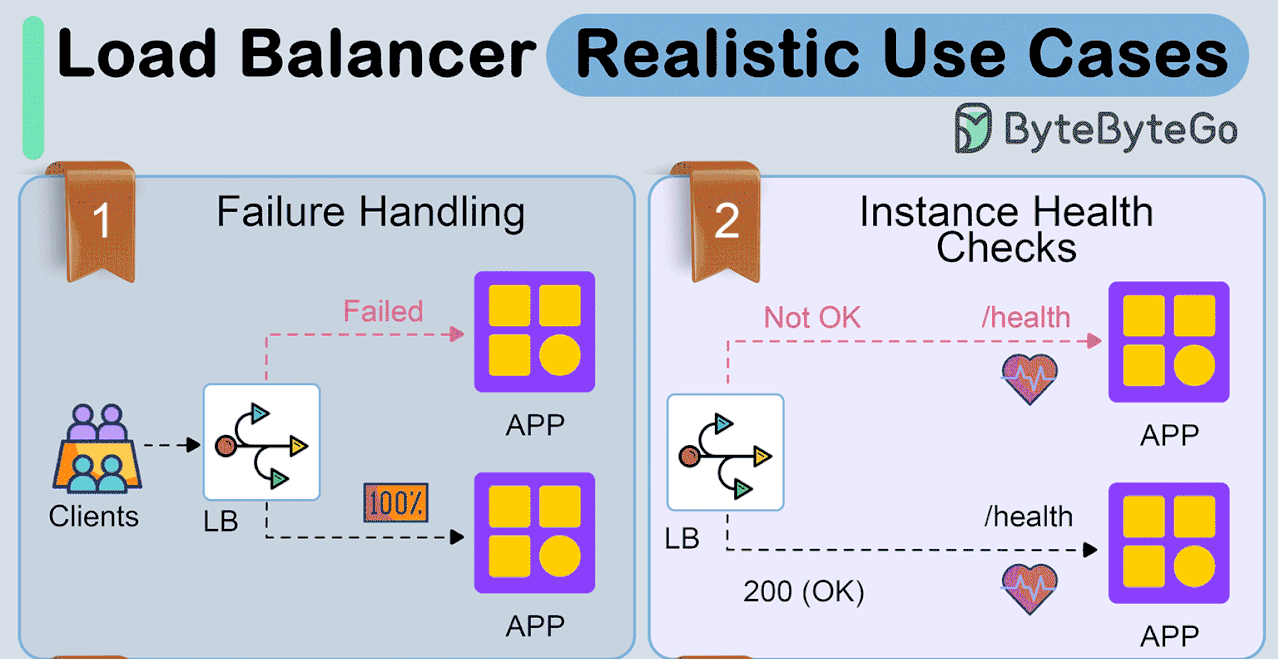 Load Balancer Realistic Use Cases
ByteByteGo
1
Failure Handling
Failed
APP
Clients
LB
100%
APP
2
Instance Health
Checks
Not OK
/health
APP
LB
/health
200 (OK)
APP